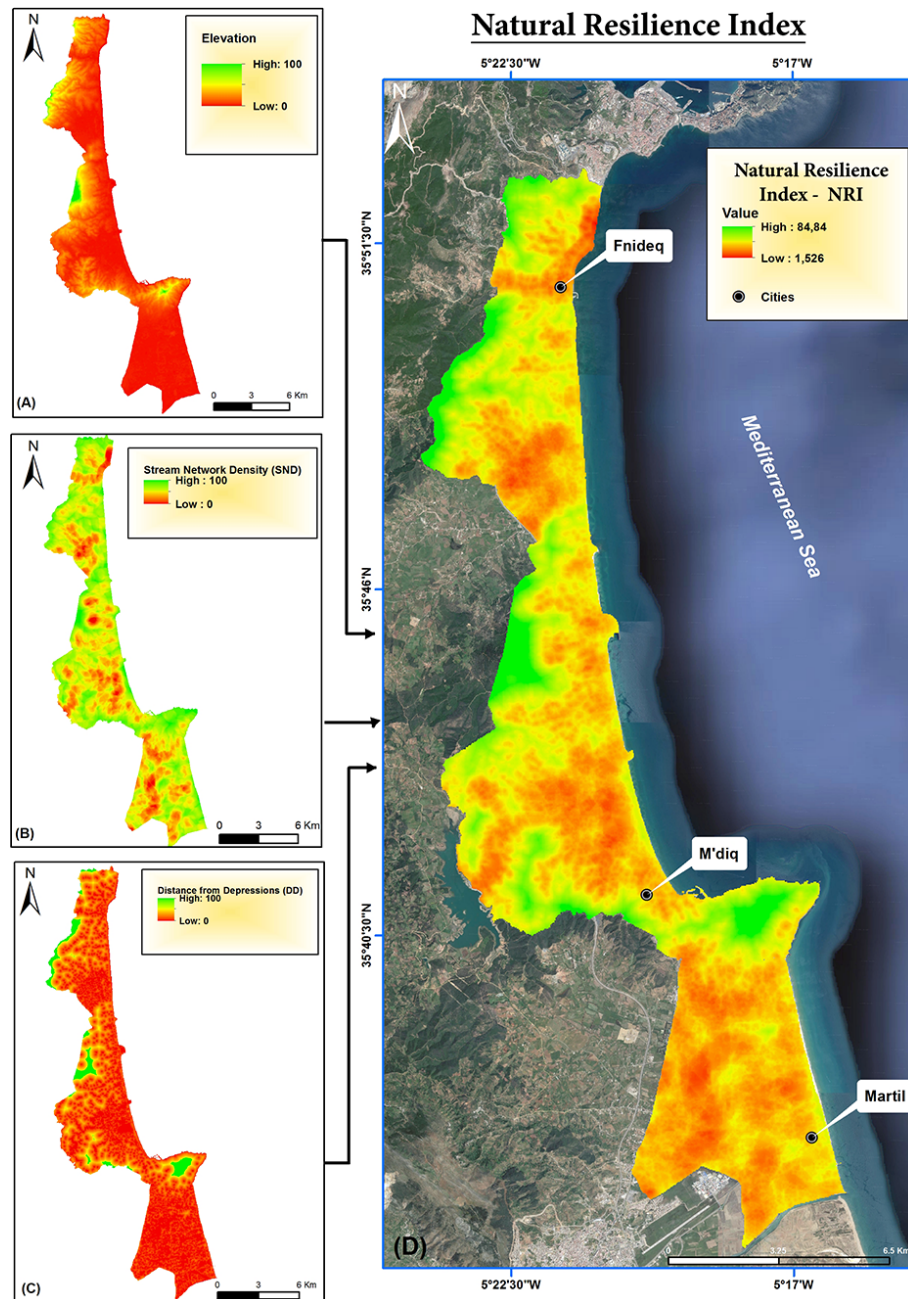 Natural Resilience Index
N
Elevation
High: 100
Low: 0
0 3 6 Km
(A)
N
Stream Network Density (SND)
High : 100
Low : 0
0 3 6 Km
(B)
N
Distance from Depressions (DD)
High: 100
Low: 0
0 3 6 Km
(C)
5°22'30"W
5°17'W
N
Natural Resilience
Index - NRI
Value
High : 84,84
Low : 1,526
Cities
35°51'30"N
35°46'N
35°40'30"N
Fnideq
Mediterranean Sea
M'diq
Martil
(D)
0 3.25 6.5 Km
5°22'30"W
5°17'W